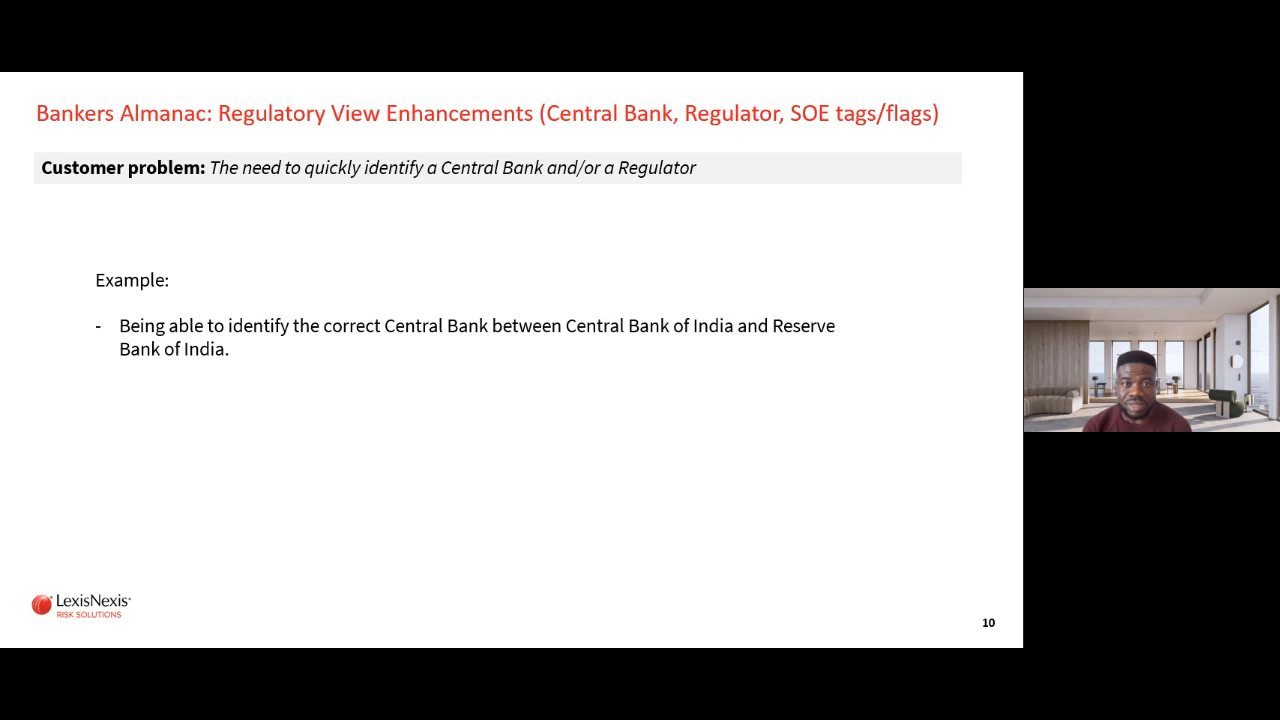 Bankers Almanac: Regulatory View Enhancements (Central Bank, Regulator, SOE tags/flags)
Customer problem: The need to quickly identify a Central Bank and/or a Regulator
Example:
- Being able to identify the correct Central Bank between Central Bank of India and Reserve
Bank of India.
LexisNexis®
RISK SOLUTIONS
10